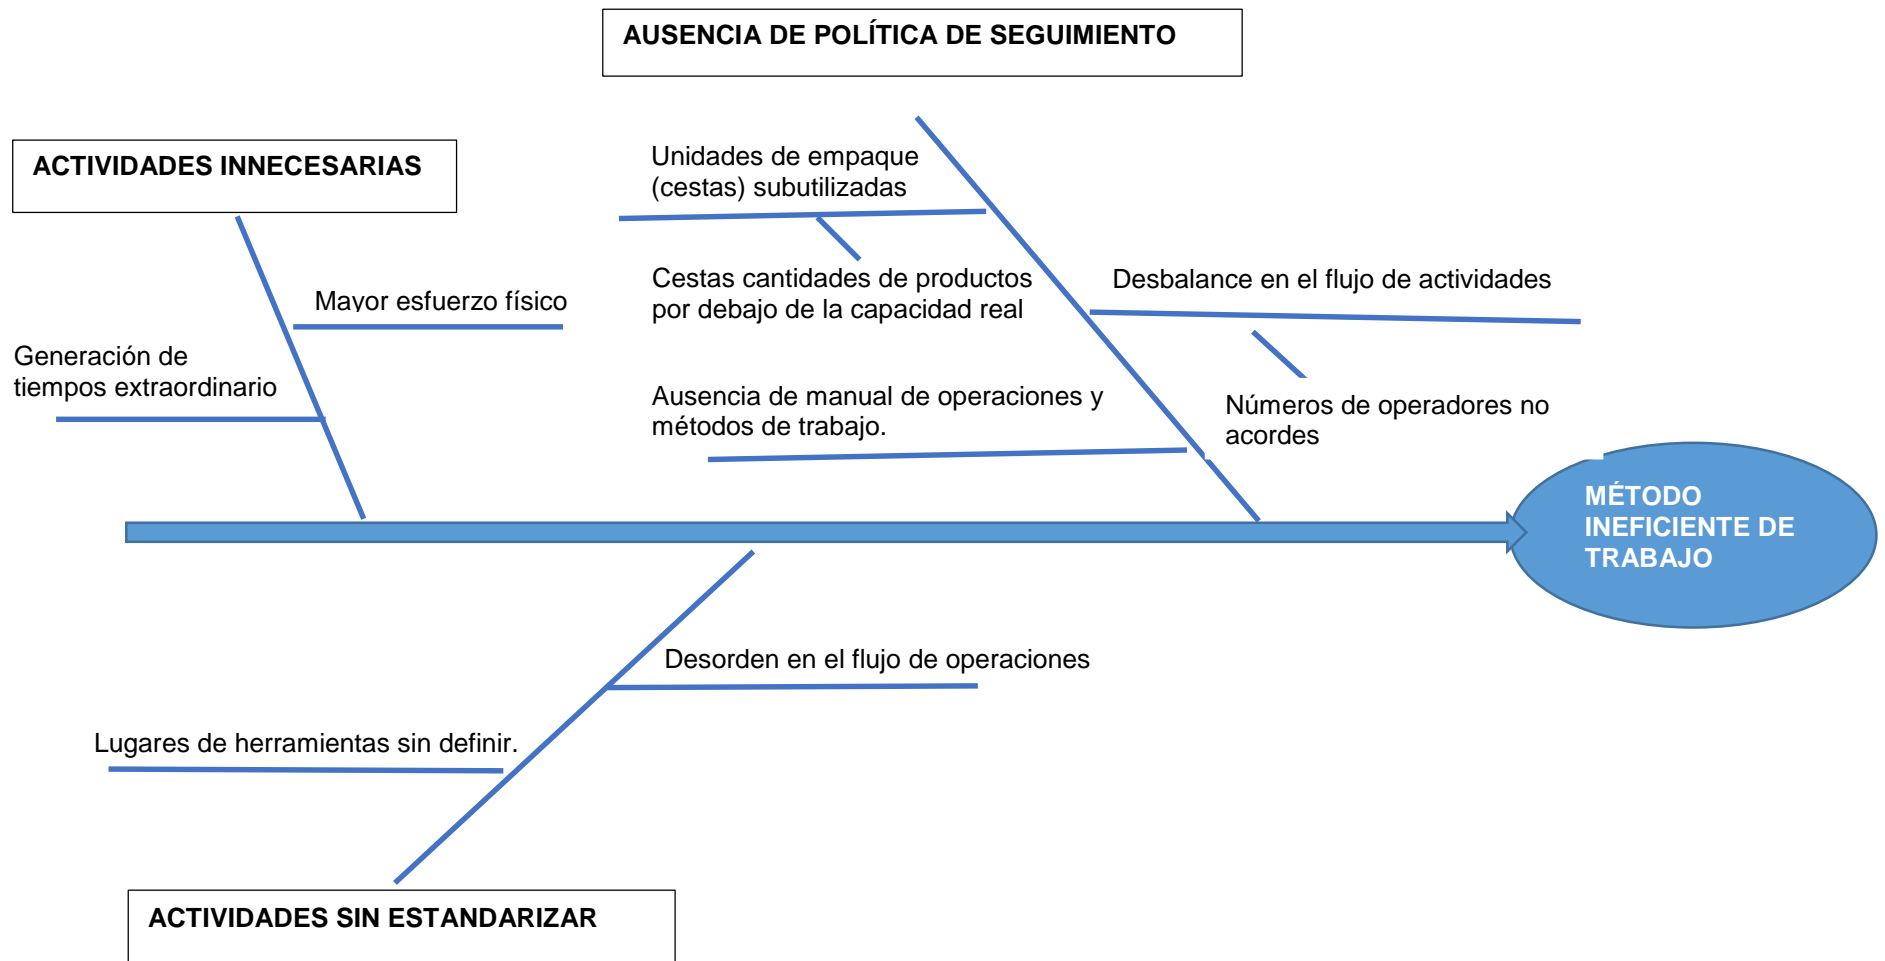 AUSENCIA DE POLÍTICA DE SEGUIMIENTO
ACTIVIDADES INNECESARIAS
Unidades de empaque
(cestas) subutilizadas
Mayor esfuerzo físico
Cestas cantidades de productos
por debajo de la capacidad real
Desbalance en el flujo de actividades
Generación de
tiempos extraordinario
Ausencia de manual de operaciones y
métodos de trabajo.
Números de operadores no
acordes
MÉTODO
INEFICIENTE DE
TRABAJO
Desorden en el flujo de operaciones
Lugares de herramientas sin definir.
ACTIVIDADES SIN ESTANDARIZAR